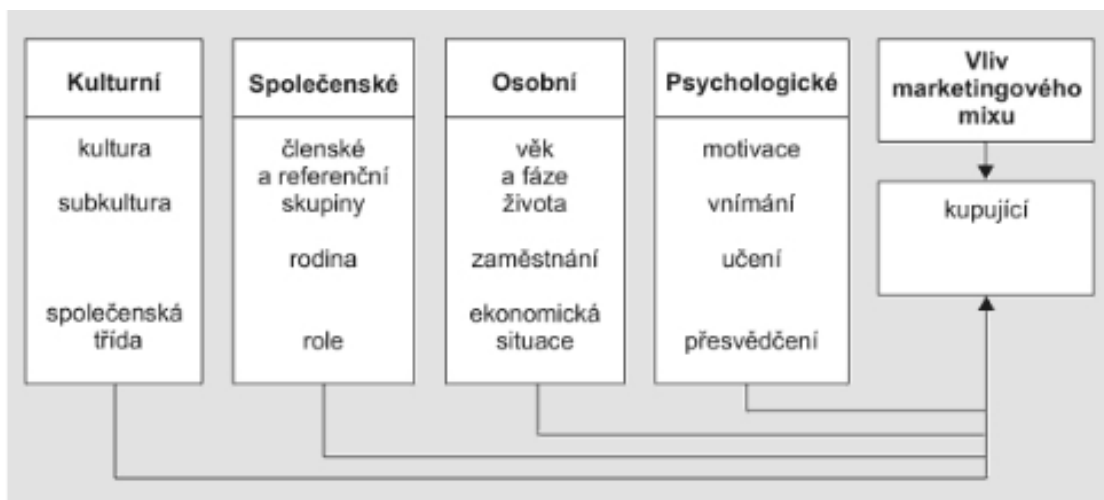 Kulturní
kultura
subkultura
společenská
třída
Společenské
členské
a referenční
skupiny
rodina
role
Osobní
věk
a fáze
života
zaměstnání
ekonomická
situace
Psychologické
motivace
vnímání
učení
přesvědčení
Vliv
marketingového
mixu
kupující